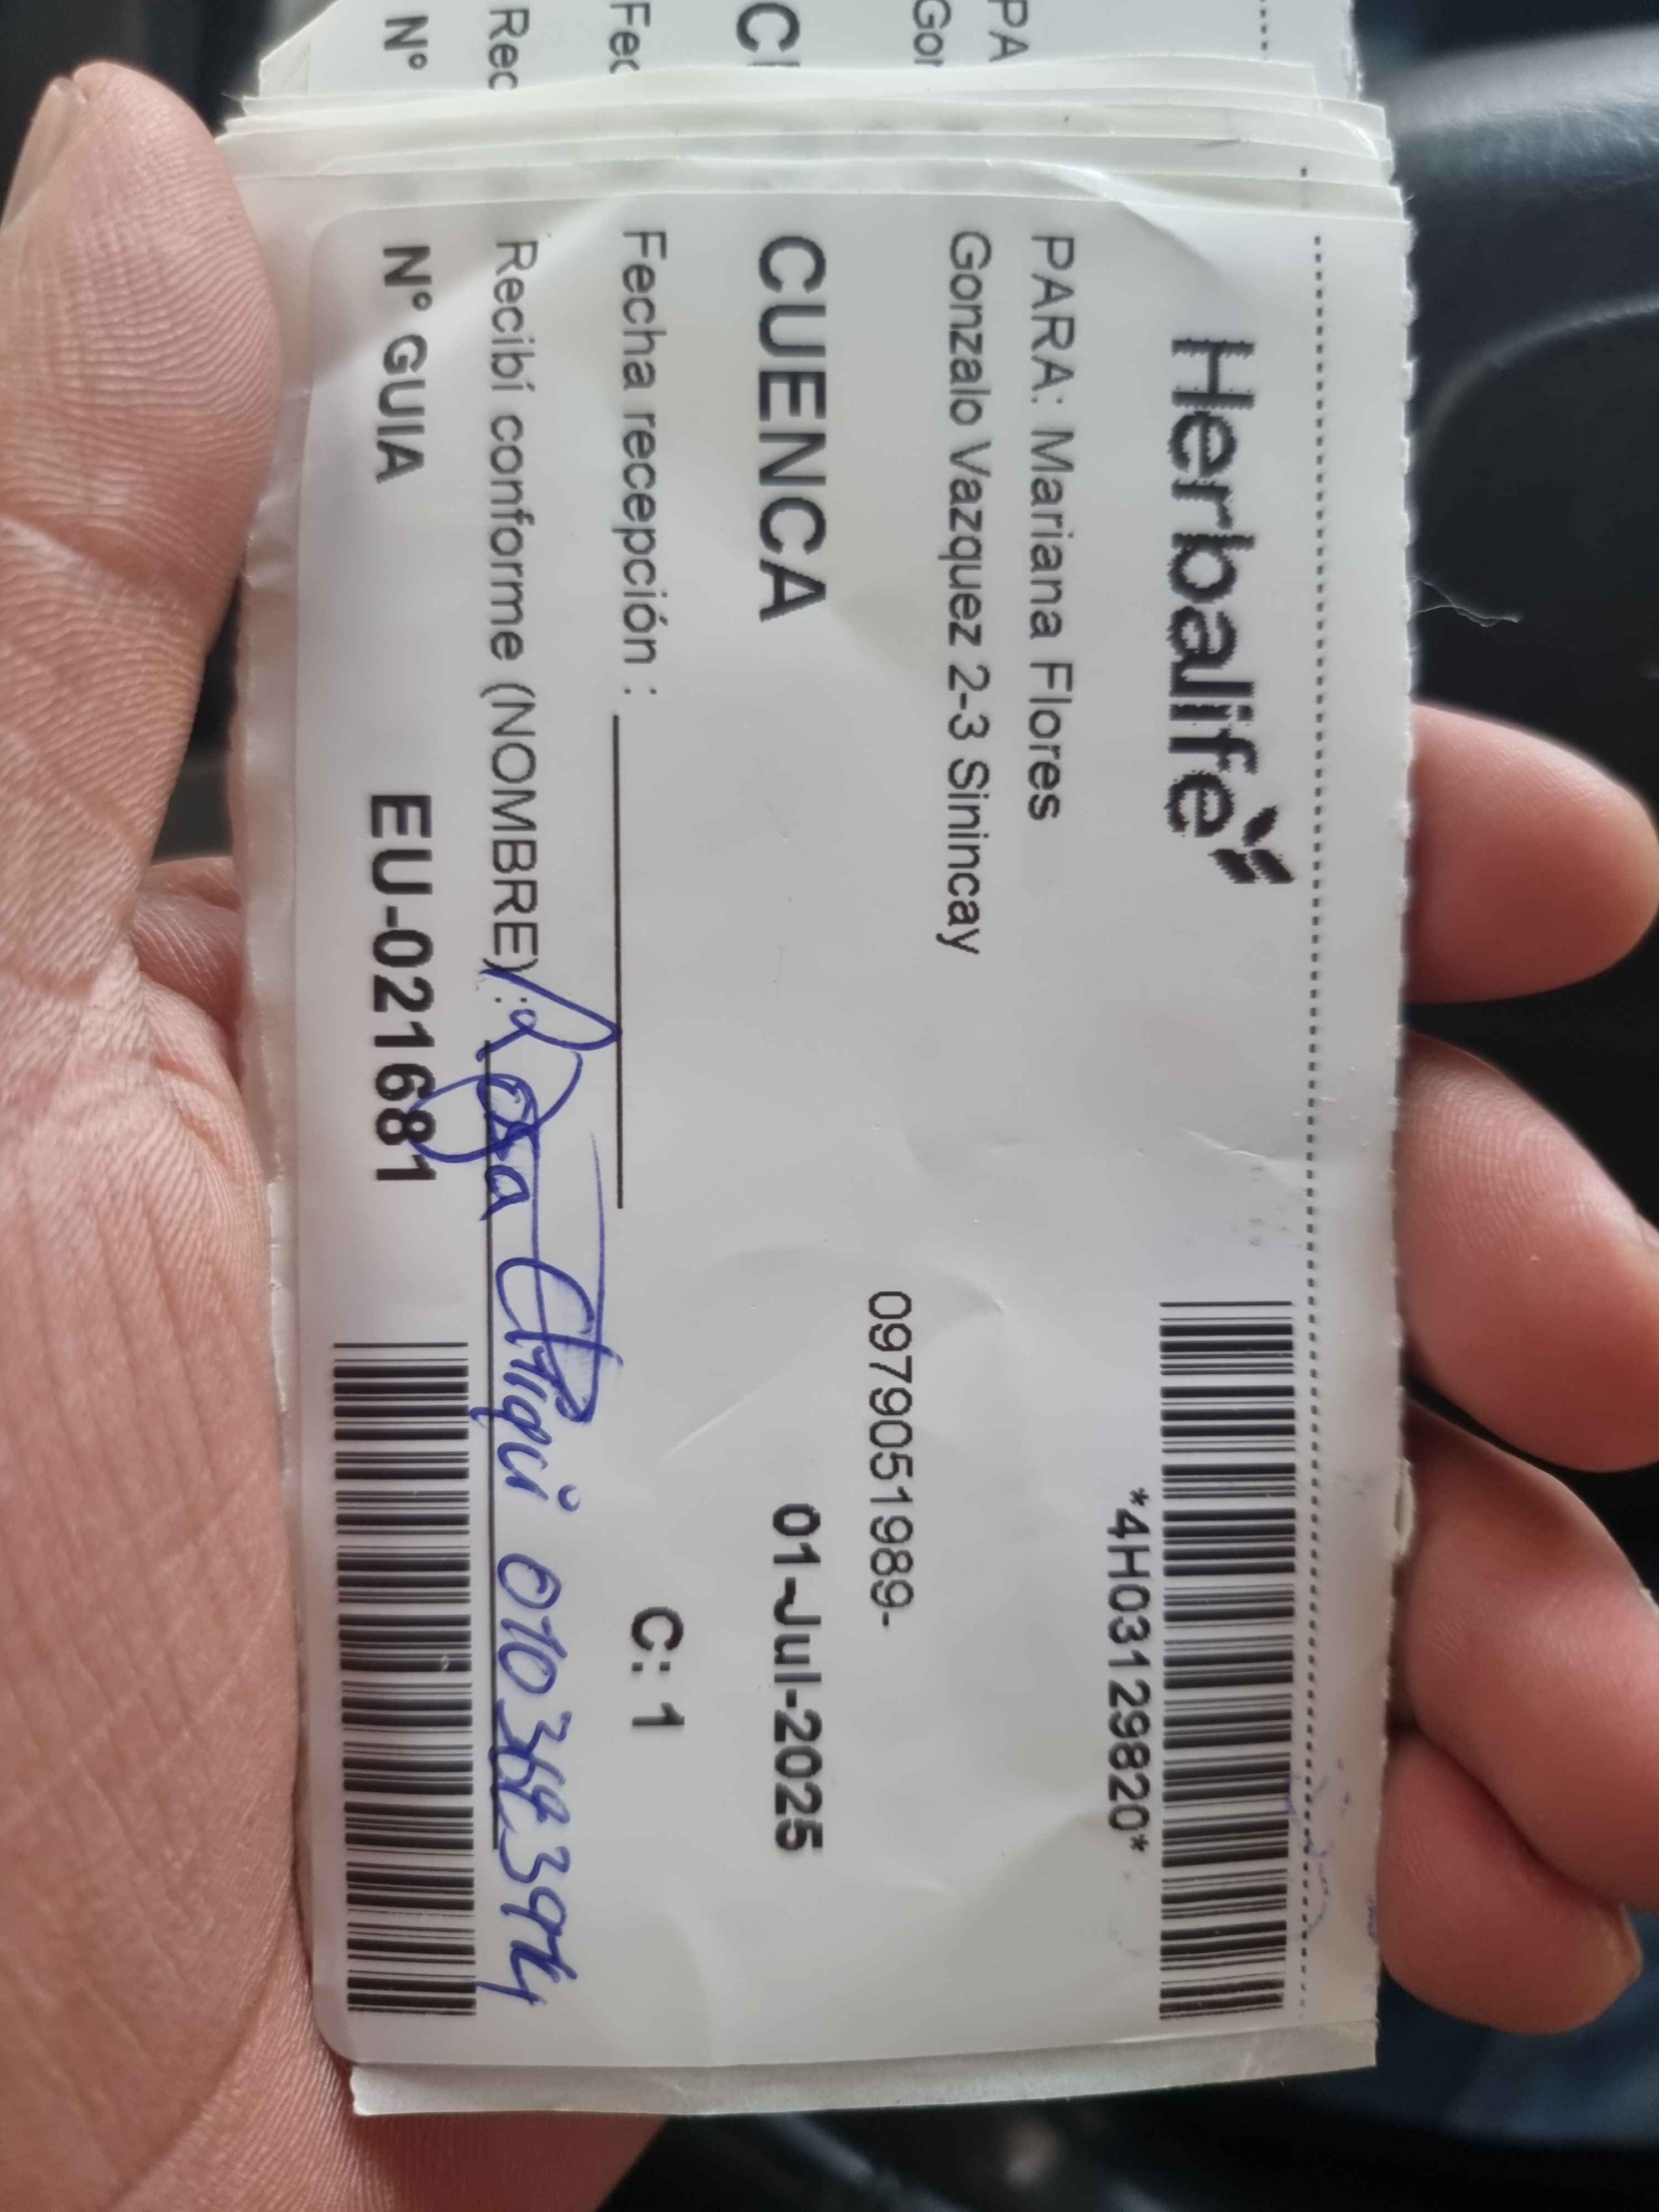 Herbalife
*4H03129820*
PARA: Mariana Flores
Gonzalo Vazquez 2-3 Sinincay
0979051989-
CUENCA
01-Jul-2025
Fecha recepción :
C: 1
Recibí conforme (NOMBRE): Rosa
N° GUIA EU-021681